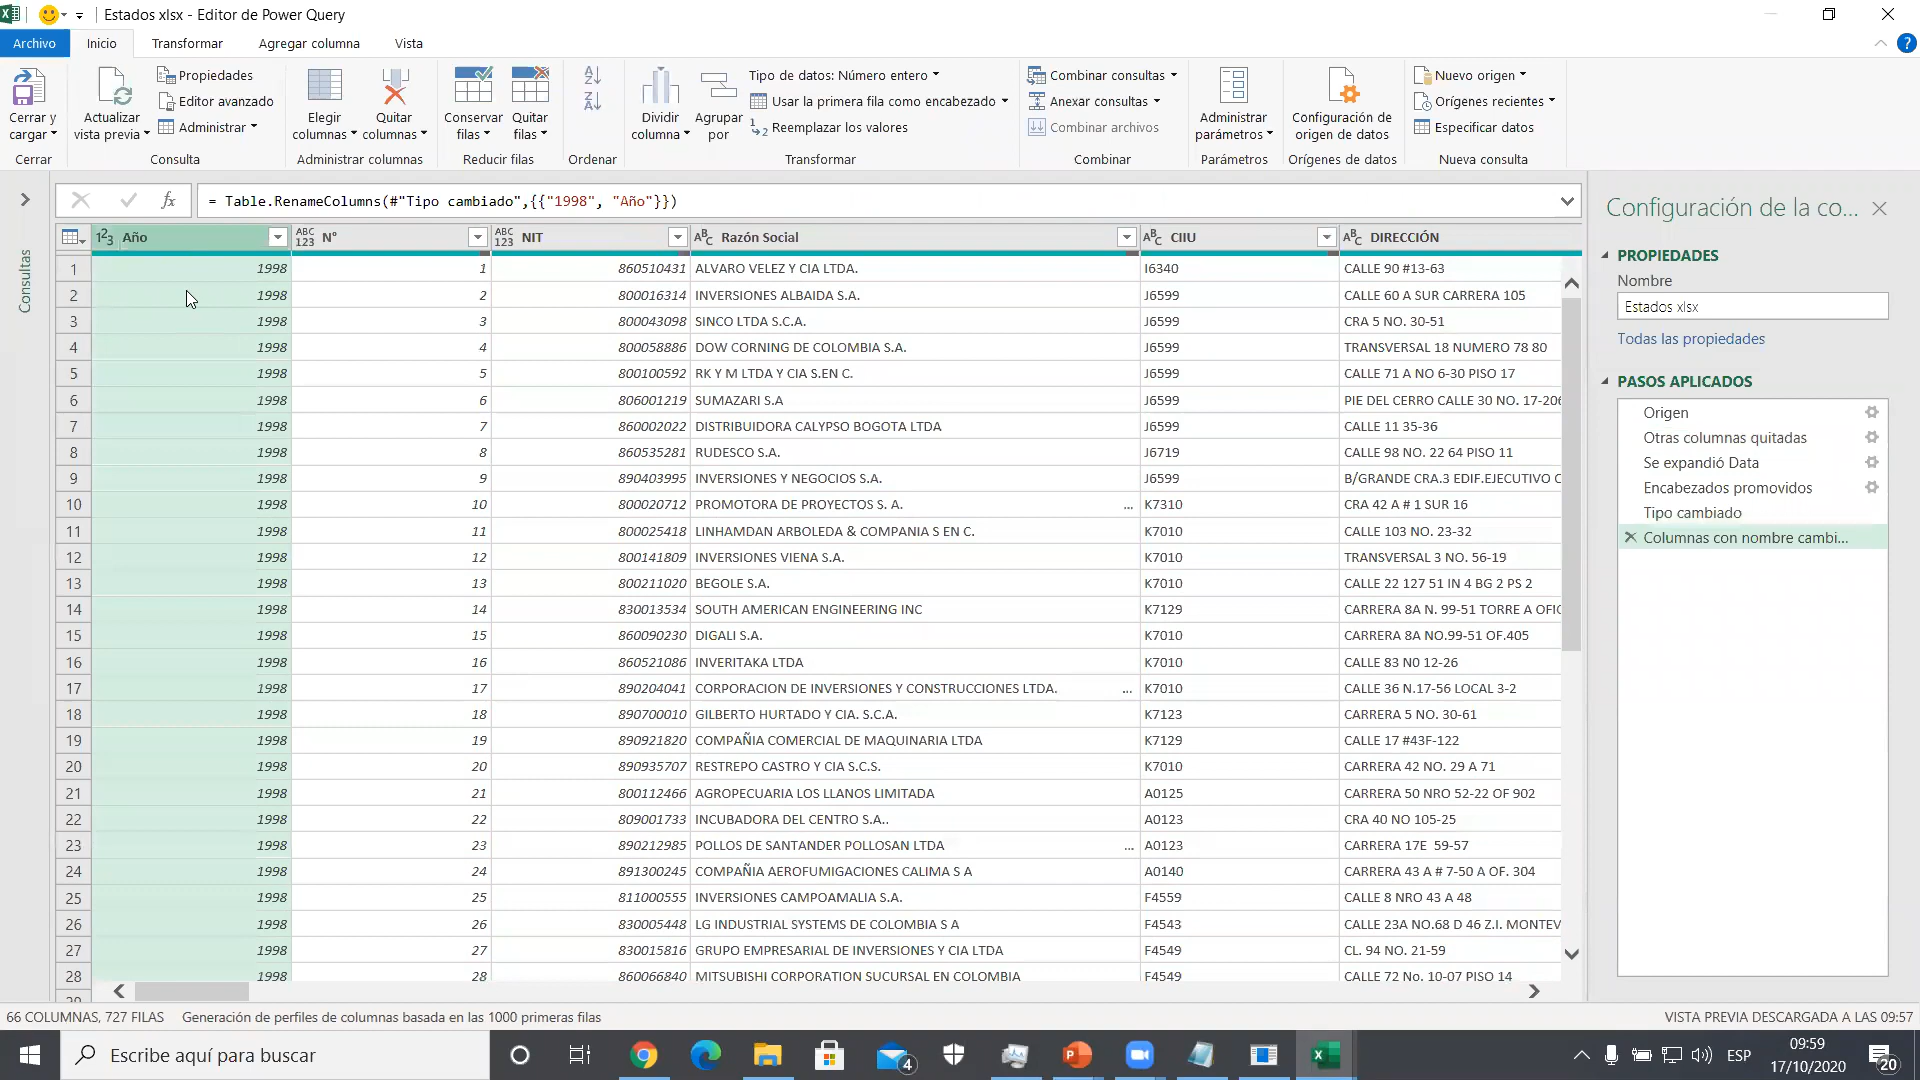 Estados xlsx - Editor de Power Query
Archivo Inicio Transformar Agregar columna Vista
Cerrar y cargar
Cerrar
Actualizar vista previa
Propiedades
Editor avanzado
Administrar
Consulta
Elegir columnas
Quitar columnas
Administrar columnas
Conservar filas
Quitar filas
Reducir filas
Ordenar
Dividir columna
Agrupar por
Tipo de datos: Número entero
Usar la primera fila como encabezado
Reemplazar los valores
Transformar
Combinar consultas
Anexar consultas
Combinar archivos
Combinar
Administrar parámetros
Parámetros
Configuración de origen de datos
Orígenes de datos
Nuevo origen
Orígenes recientes
Especificar datos
Nueva consulta
Consultas
= Table.RenameColumns(#"Tipo cambiado",{{"1998", "Año"}})
Año N° NIT Razón Social CIIU DIRECCIÓN
1 1998 1 860510431 ALVARO VELEZ Y CIA LTDA. I6340 CALLE 90 #13-63
2 1998 2 800016314 INVERSIONES ALBAIDA S.A. J6599 CALLE 60 A SUR CARRERA 105
3 1998 3 800043098 SINCO LTDA S.C.A. J6599 CRA 5 NO. 30-51
4 1998 4 800058886 DOW CORNING DE COLOMBIA S.A. J6599 TRANSVERSAL 18 NUMERO 78 80
5 1998 5 800100592 RK Y M LTDA Y CIA S.EN C. J6599 CALLE 71 A NO 6-30 PISO 17
6 1998 6 806001219 SUMAZARI S.A J6599 PIE DEL CERRO CALLE 30 NO. 17-206
7 1998 7 860002022 DISTRIBUIDORA CALYPSO BOGOTA LTDA J6599 CALLE 11 35-36
8 1998 8 860535281 RUDESCO S.A. J6719 CALLE 98 NO. 22 64 PISO 11
9 1998 9 890403995 INVERSIONES Y NEGOCIOS S.A. J6599 B/GRANDE CRA.3 EDIF.EJECUTIVO C
10 1998 10 800020712 PROMOTORA DE PROYECTOS S. A. ... K7310 CRA 42 A # 1 SUR 16
11 1998 11 800025418 LINHAMDAN ARBOLEDA & COMPANIA S EN C. K7010 CALLE 103 NO. 23-32
12 1998 12 800141809 INVERSIONES VIENA S.A. K7010 TRANSVERSAL 3 NO. 56-19
13 1998 13 800211020 BEGOLE S.A. K7010 CALLE 22 127 51 IN 4 BG 2 PS 2
14 1998 14 830013534 SOUTH AMERICAN ENGINEERING INC K7129 CARRERA 8A N. 99-51 TORRE A OFIC
15 1998 15 860090230 DIGALI S.A. K7010 CARRERA 8A NO.99-51 OF.405
16 1998 16 860521086 INVERITAKA LTDA K7010 CALLE 83 N0 12-26
17 1998 17 890204041 CORPORACION DE INVERSIONES Y CONSTRUCCIONES LTDA. ... K7010 CALLE 36 N.17-56 LOCAL 3-2
18 1998 18 890700010 GILBERTO HURTADO Y CIA. S.C.A. K7123 CARRERA 5 NO. 30-61
19 1998 19 890921820 COMPAÑIA COMERCIAL DE MAQUINARIA LTDA K7129 CALLE 17 #43F-122
20 1998 20 890935707 RESTREPO CASTRO Y CIA S.C.S. K7010 CARRERA 42 NO. 29 A 71
21 1998 21 800112466 AGROPECUARIA LOS LLANOS LIMITADA A0125 CARRERA 50 NRO 52-22 OF 902
22 1998 22 809001733 INCUBADORA DEL CENTRO S.A.. A0123 CRA 40 NO 105-25
23 1998 23 890212985 POLLOS DE SANTANDER POLLOSAN LTDA ... A0123 CARRERA 17E 59-57
24 1998 24 891300245 COMPAÑIA AEROFUMIGACIONES CALIMA S A A0140 CARRERA 43 A # 7-50 A OF. 304
25 1998 25 811000555 INVERSIONES CAMPOAMALIA S.A. F4559 CALLE 8 NRO 43 A 48
26 1998 26 830005448 LG INDUSTRIAL SYSTEMS DE COLOMBIA S A F4543 CALLE 23A NO.68 D 46 Z.I. MONTEV
27 1998 27 830015816 GRUPO EMPRESARIAL DE INVERSIONES Y CIA LTDA F4549 CL. 94 NO. 21-59
28 1998 28 860066840 MITSUBISHI CORPORATION SUCURSAL EN COLOMBIA F4549 CALLE 72 No. 10-07 PISO 14
Configuración de la co...
PROPIEDADES
Nombre
Estados xlsx
Todas las propiedades
PASOS APLICADOS
Origen
Otras columnas quitadas
Se expandió Data
Encabezados promovidos
Tipo cambiado
Columnas con nombre cambi...
66 COLUMNAS, 727 FILAS Generación de perfiles de columnas basada en las 1000 primeras filas VISTA PREVIA DESCARGADA A LAS 09:57
Escribe aquí para buscar
4
ESP
09:59
17/10/2020
20